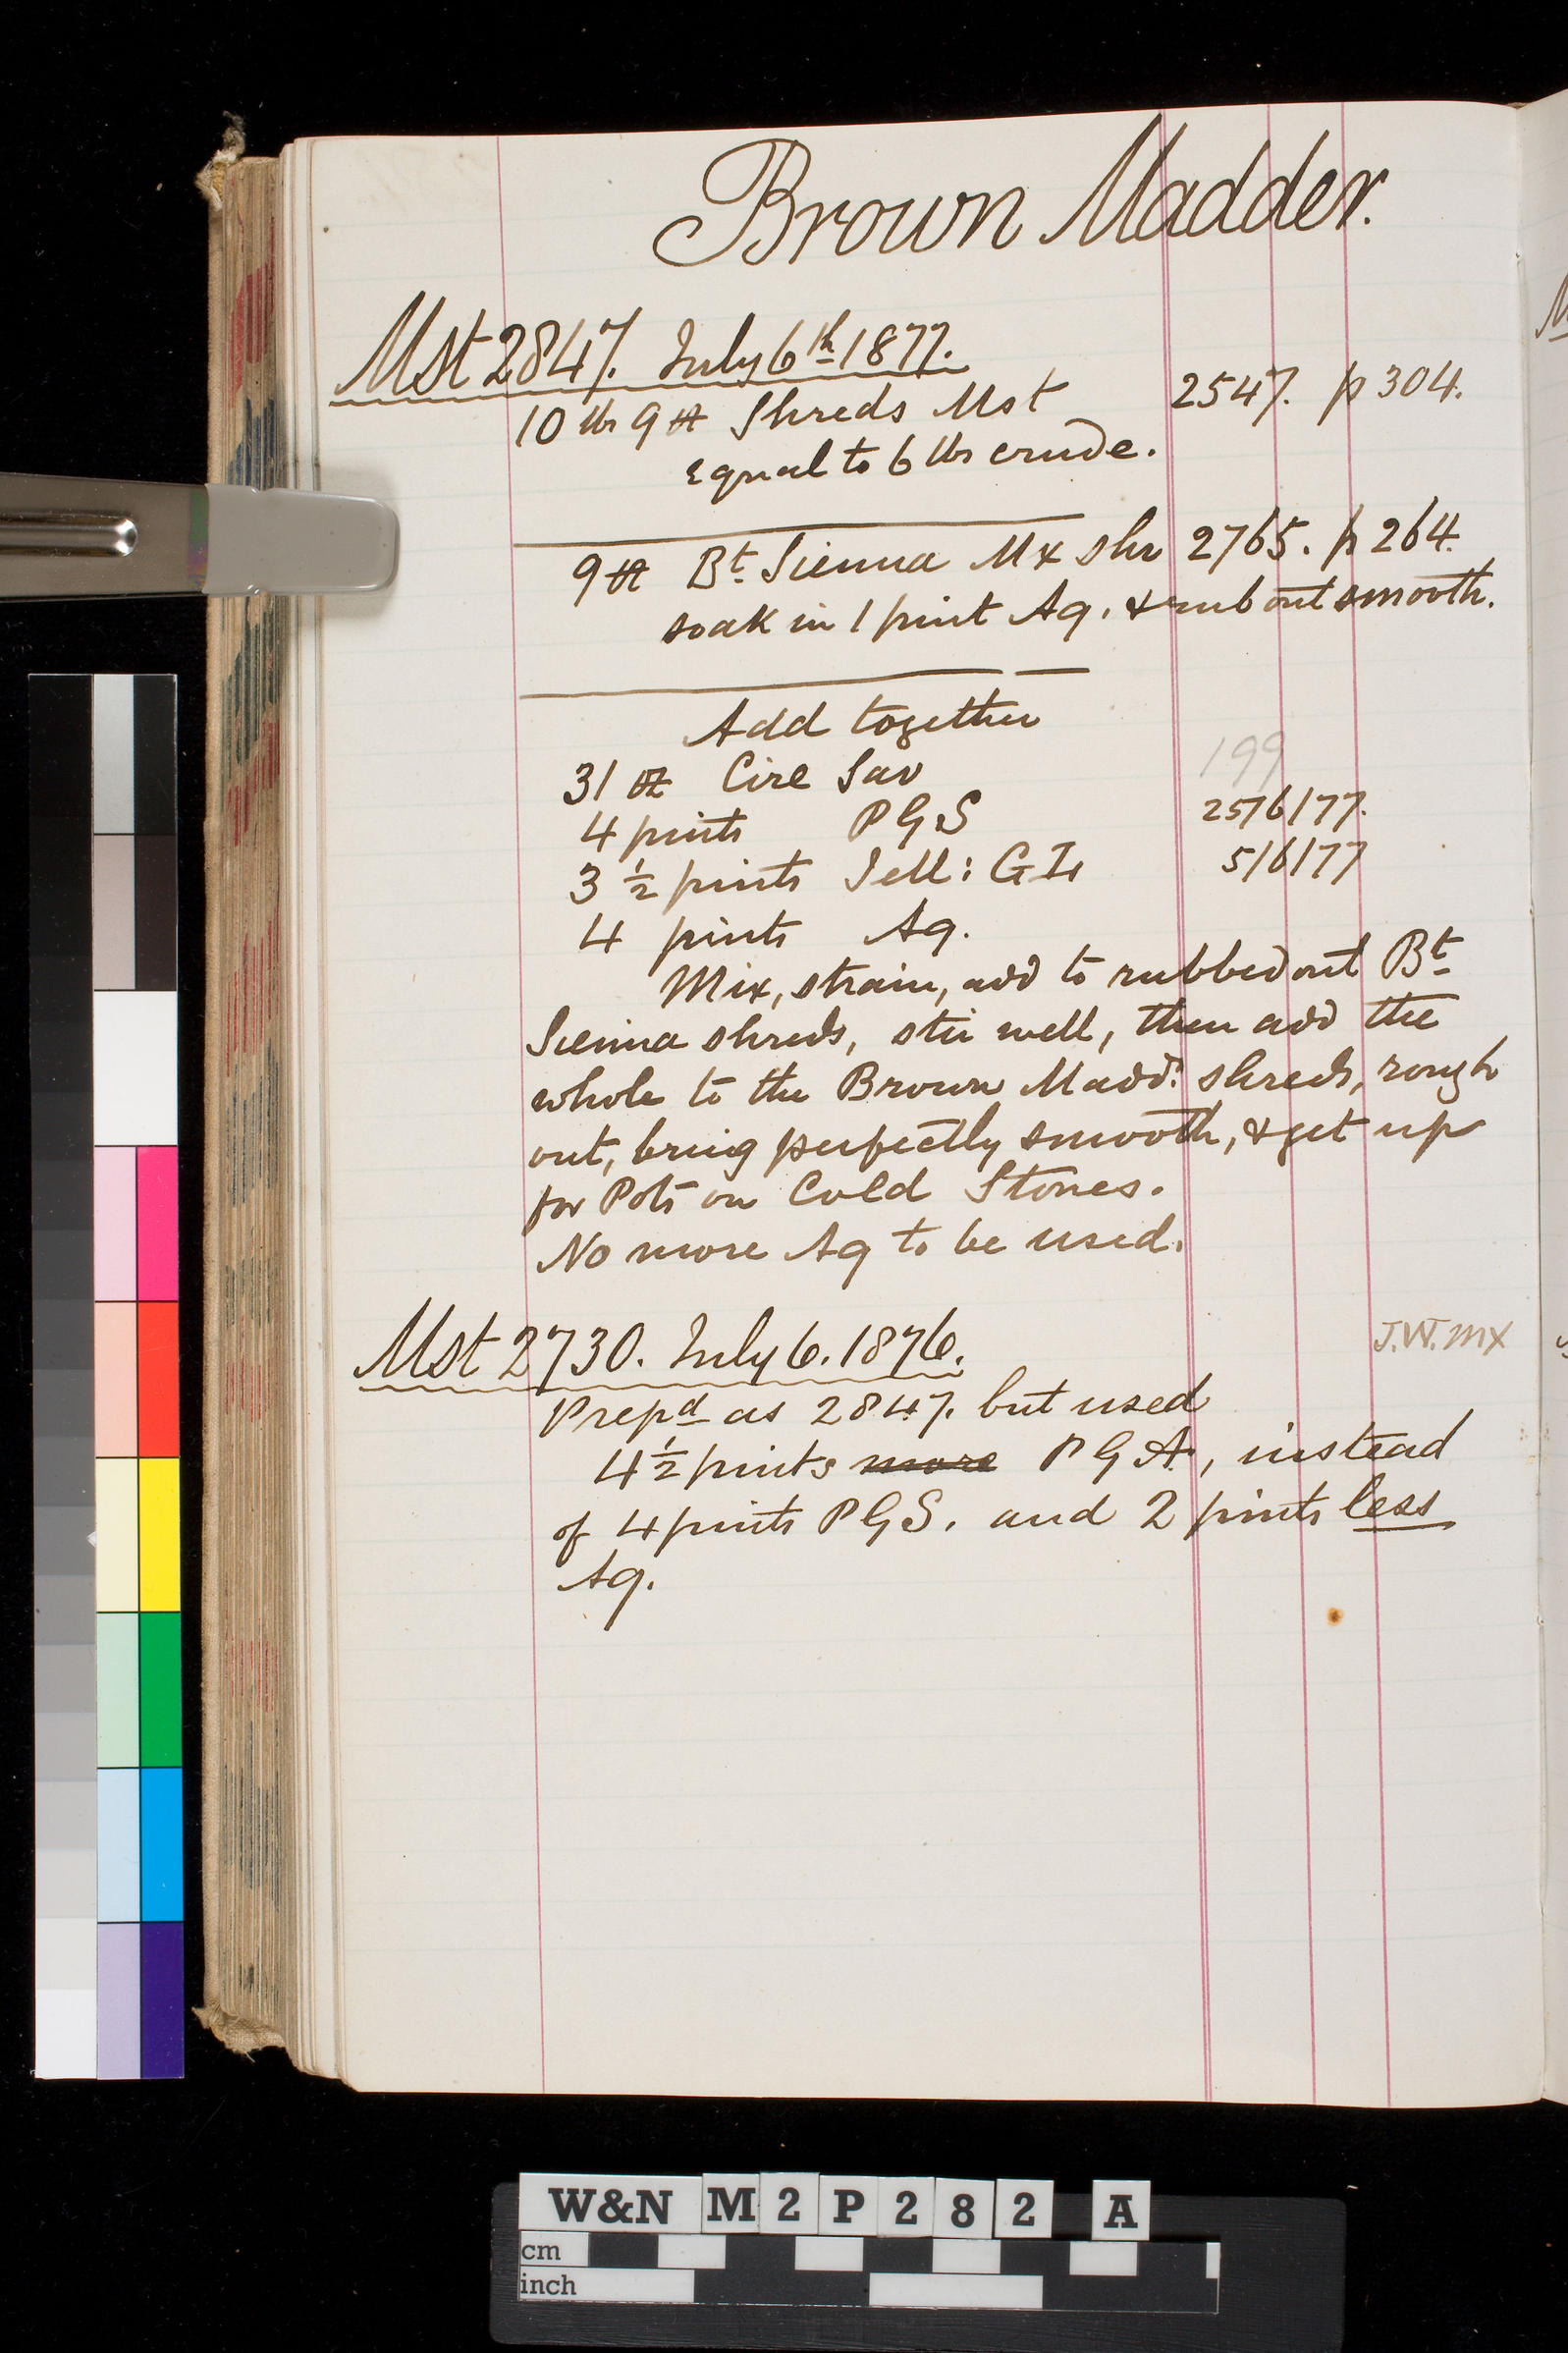 Brown Madder.
Mst 2847. July 6th 1877.
10 lbs 9 oz Shreds Mst 2547. p 304.
equal to 6 lbs crude.
9 oz Bt. Sienna Mx shr 2765. p 264.
soak in 1 pint Aq. & rub out smooth.
Add together
199
31 oz Cire Sav
4 pints PGS 25/6/77.
3 1/2 pints Jell: G I, 5/6/77
4 pints Aq.
Mix, strain, add to rubbed out Bt
Sienna shreds, stir well, then add the
whole to the Brown Madd: shreds, rough
out, bring perfectly smooth, & get up
for Pots on Cold Stones.
No more Aq to be used.
Mst 2730. July 6. 1876. J.W. MX
Prepd as 2847. but used
4 1/2 pints more P G A, instead
of 4 pints PGS. and 2 pints less
Aq.
W&N M 2 P 2 8 2 A
cm
inch